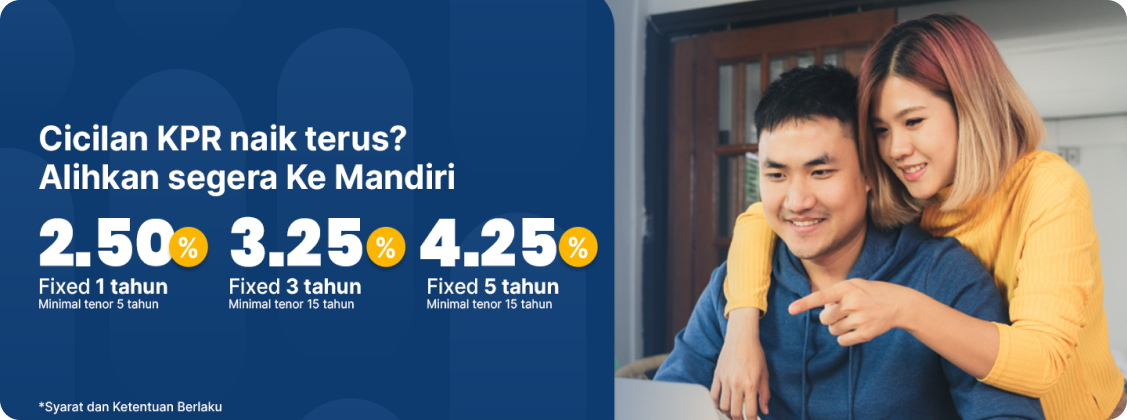 Cicilan KPR naik terus?
Alihkan segera Ke Mandiri
2.50% 3.25% 4.25%
Fixed 1 tahun Fixed 3 tahun Fixed 5 tahun
Minimal tenor 5 tahun Minimal tenor 15 tahun Minimal tenor 15 tahun
*Syarat dan Ketentuan Berlaku